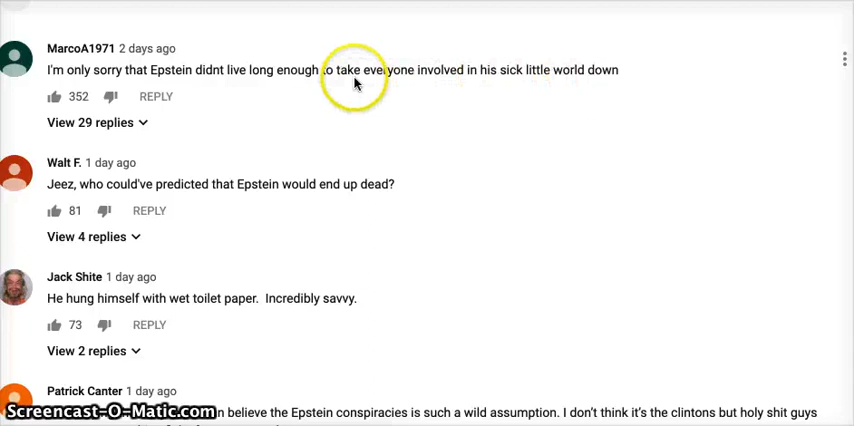 MarcoA1971 2 days ago
I'm only sorry that Epstein didnt live long enough to take everyone involved in his sick little world down
352 REPLY
View 29 replies
Walt F. 1 day ago
Jeez, who could've predicted that Epstein would end up dead?
81 REPLY
View 4 replies
Jack Shite 1 day ago
He hung himself with wet toilet paper.  Incredibly savvy.
73 REPLY
View 2 replies
Patrick Canter 1 day ago
Screencast-O-Matic.com n believe the Epstein conspiracies is such a wild assumption. I don't think it's the clintons but holy shit guys